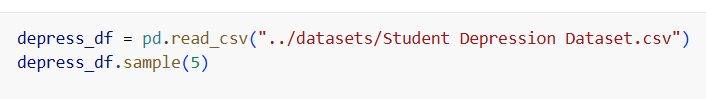 depress_df = pd.read_csv("../datasets/Student Depression Dataset.csv")
depress_df.sample(5)